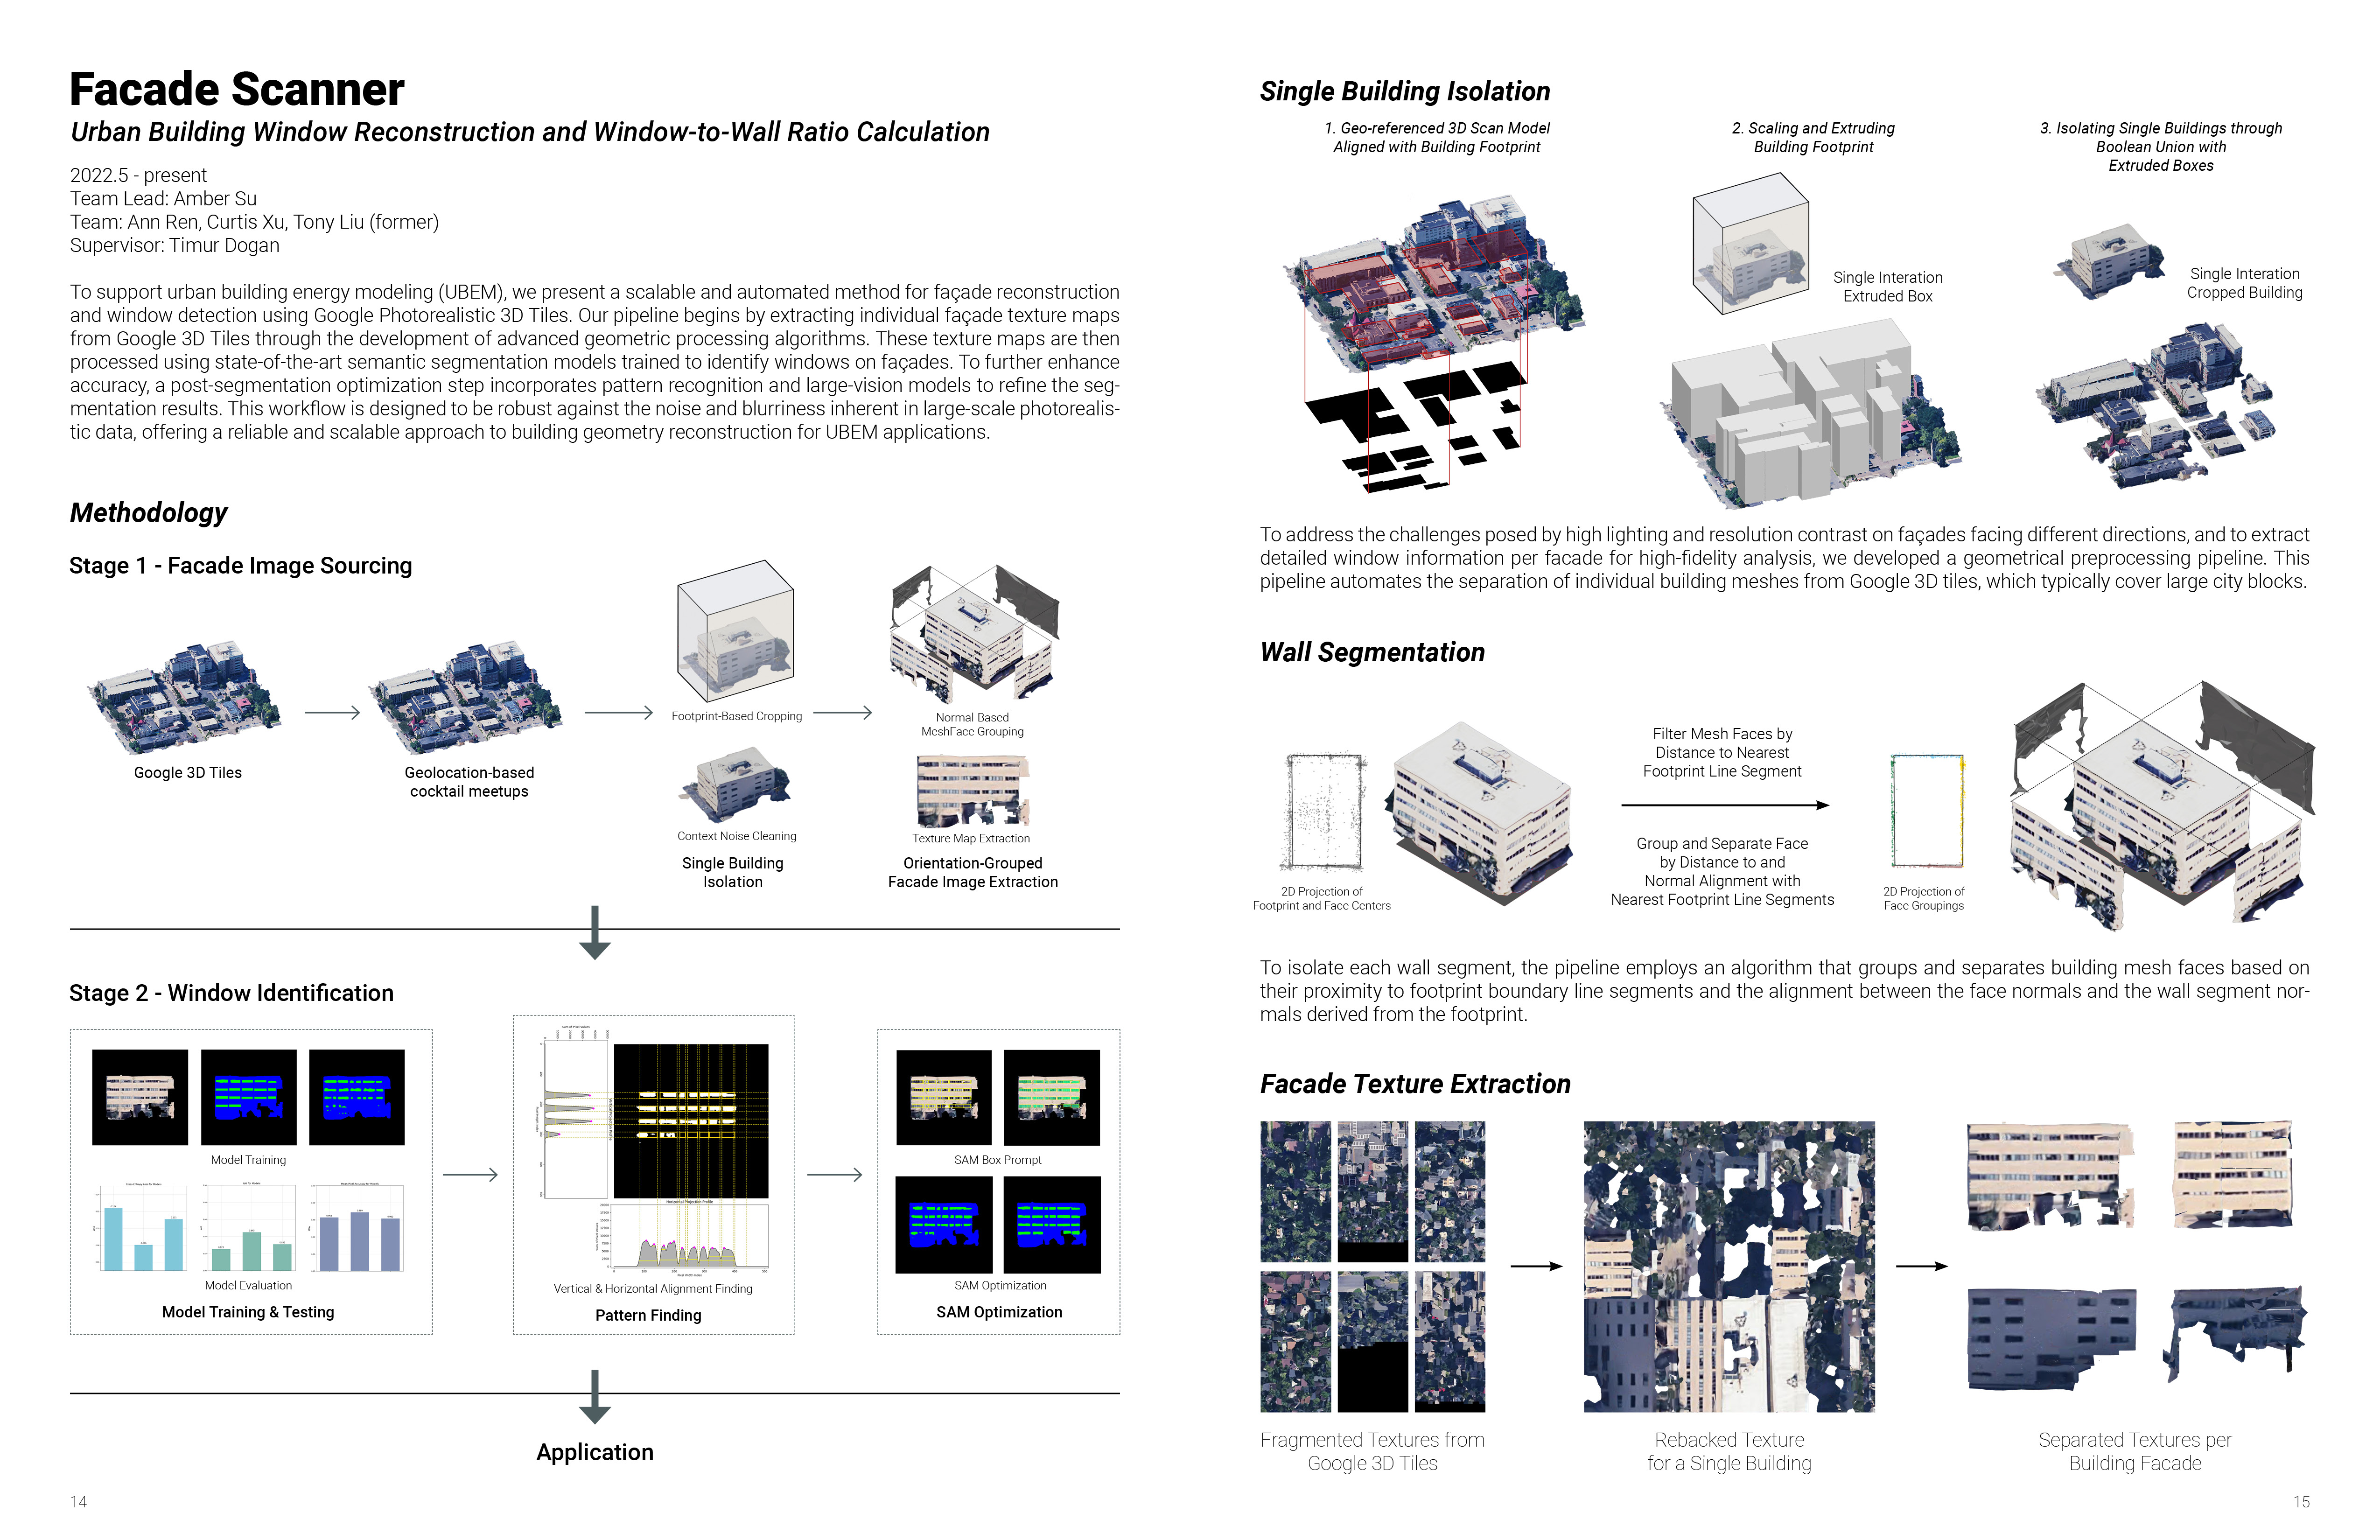 Facade Scanner
Urban Building Window Reconstruction and Window-to-Wall Ratio Calculation
2022.5 - present
Team Lead: Amber Su
Team: Ann Ren, Curtis Xu, Tony Liu (former)
Supervisor: Timur Dogan
To support urban building energy modeling (UBEM), we present a scalable and automated method for façade reconstruction
and window detection using Google Photorealistic 3D Tiles. Our pipeline begins by extracting individual façade texture maps
from Google 3D Tiles through the development of advanced geometric processing algorithms. These texture maps are then
processed using state-of-the-art semantic segmentation models trained to identify windows on façades. To further enhance
accuracy, a post-segmentation optimization step incorporates pattern recognition and large-vision models to refine the seg-
mentation results. This workflow is designed to be robust against the noise and blurriness inherent in large-scale photorealis-
tic data, offering a reliable and scalable approach to building geometry reconstruction for UBEM applications.
Methodology
Stage 1 - Facade Image Sourcing
Google 3D Tiles
Geolocation-based
cocktail meetups
Footprint-Based Cropping
Context Noise Cleaning
Single Building
Isolation
Normal-Based
MeshFace Grouping
Texture Map Extraction
Orientation-Grouped
Facade Image Extraction
Stage 2 - Window Identification
Model Training
Model Evaluation
Model Training & Testing
Horizontal Projection Profile
Vertical & Horizontal Alignment Finding
Pattern Finding
SAM Box Prompt
SAM Optimization
SAM Optimization
Application
14
Single Building Isolation
1. Geo-referenced 3D Scan Model
Aligned with Building Footprint
2. Scaling and Extruding
Building Footprint
3. Isolating Single Buildings through
Boolean Union with
Extruded Boxes
Single Interation
Extruded Box
Single Interation
Cropped Building
To address the challenges posed by high lighting and resolution contrast on façades facing different directions, and to extract
detailed window information per facade for high-fidelity analysis, we developed a geometrical preprocessing pipeline. This
pipeline automates the separation of individual building meshes from Google 3D tiles, which typically cover large city blocks.
Wall Segmentation
2D Projection of
Footprint and Face Centers
Filter Mesh Faces by
Distance to Nearest
Footprint Line Segment
Group and Separate Face
by Distance to and
Normal Alignment with
Nearest Footprint Line Segments
2D Projection of
Face Groupings
To isolate each wall segment, the pipeline employs an algorithm that groups and separates building mesh faces based on
their proximity to footprint boundary line segments and the alignment between the face normals and the wall segment nor-
mals derived from the footprint.
Facade Texture Extraction
Fragmented Textures from
Google 3D Tiles
Rebacked Texture
for a Single Building
Separated Textures per
Building Facade
15